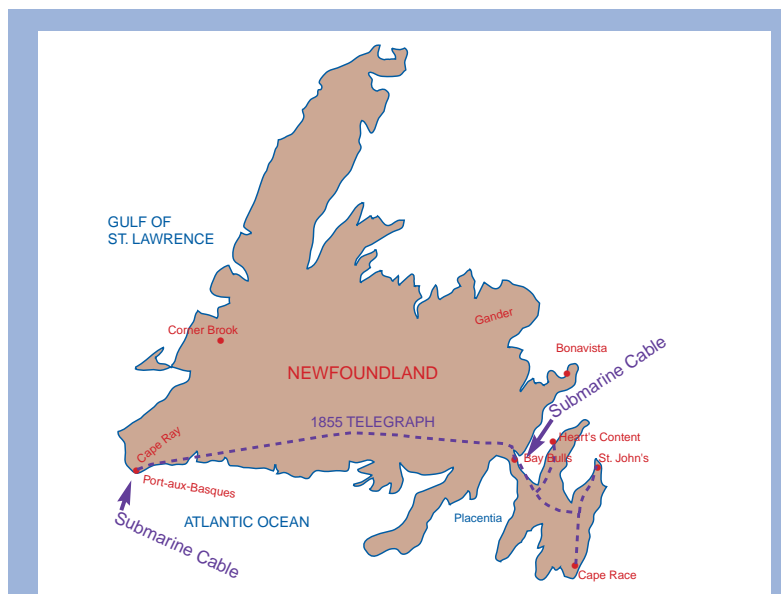 GULF OF
ST. LAWRENCE
Gander
Corner Brook
Bonavista
NEWFOUNDLAND
Submarine Cable
1855 TELEGRAPH
Cape Ray
Heart's Content
Bay Bulls
St. John's
Port-aux-Basques
Submarine Cable
ATLANTIC OCEAN
Placentia
Cape Race